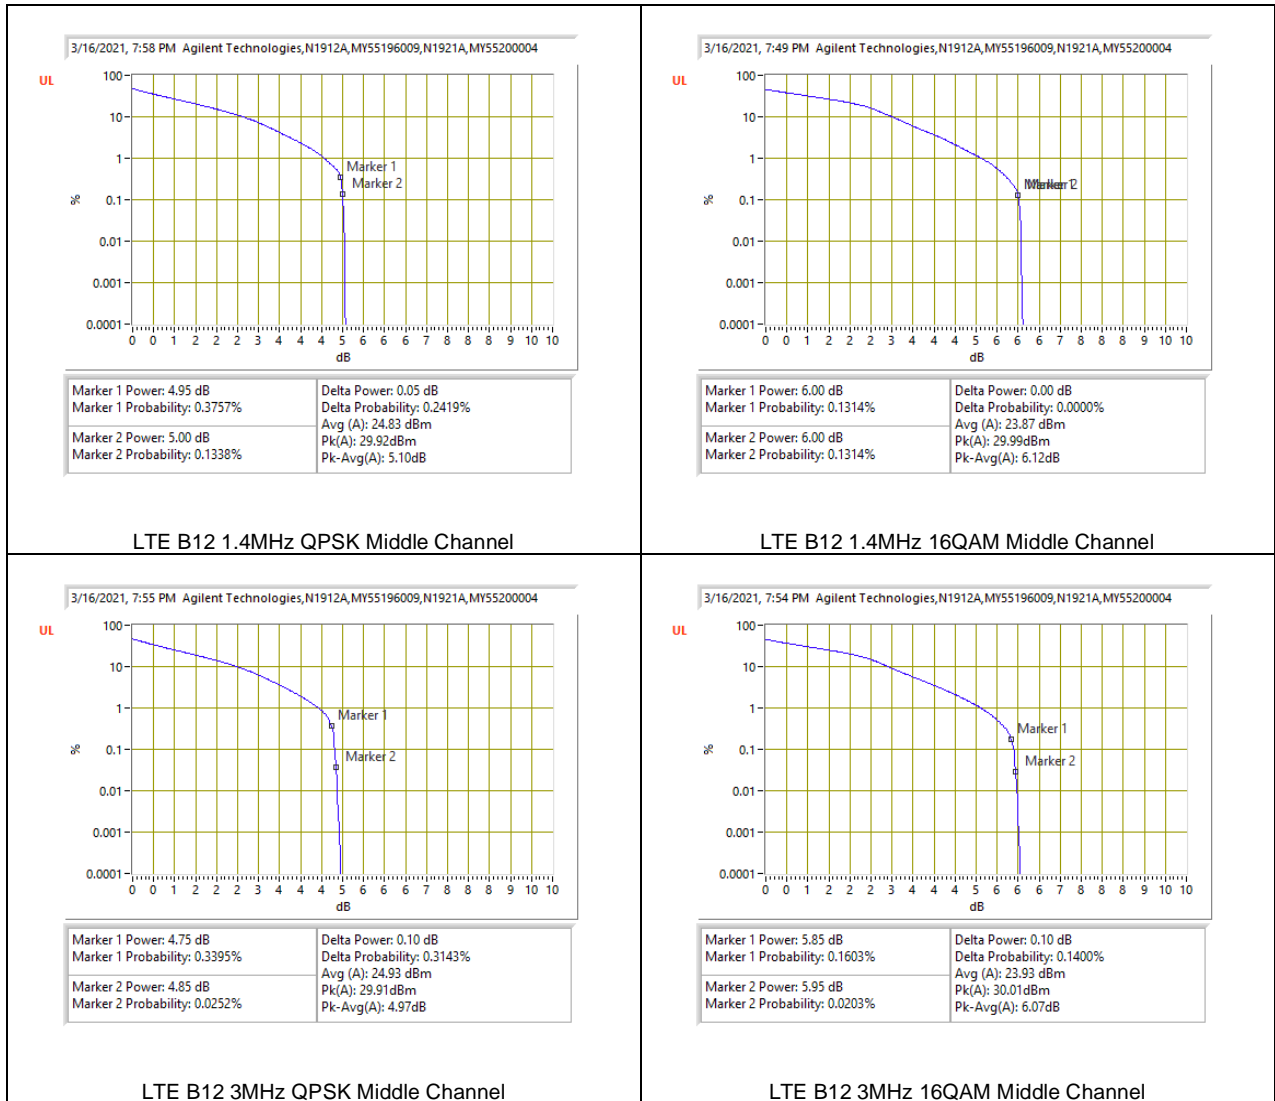 3/16/2021, 7:58 PM Agilent Technologies,N1912A,MY55196009,N1921A,MY55200004
UL
100
10
1
0.1
0.01
0.001
0.0001
%
Marker 1
Marker 2
0 0 1 2 2 2 3 4 4 4 5 6 6 6 7 8 8 8 9 10 10
dB
Marker 1 Power: 4.95 dB
Marker 1 Probability: 0.3757%
Marker 2 Power: 5.00 dB
Marker 2 Probability: 0.1338%
Delta Power: 0.05 dB
Delta Probability: 0.2419%
Avg (A): 24.83 dBm
Pk(A): 29.92dBm
Pk-Avg(A): 5.10dB
LTE B12 1.4MHz QPSK Middle Channel
3/16/2021, 7:49 PM Agilent Technologies,N1912A,MY55196009,N1921A,MY55200004
UL
100
10
1
0.1
0.01
0.001
0.0001
%
0 0 1 2 2 2 3 4 4 4 5 6 6 6 7 8 8 8 9 10 10
dB
Marker 1 Power: 6.00 dB
Marker 1 Probability: 0.1314%
Marker 2 Power: 6.00 dB
Marker 2 Probability: 0.1314%
Delta Power: 0.00 dB
Delta Probability: 0.0000%
Avg (A): 23.87 dBm
Pk(A): 29.99dBm
Pk-Avg(A): 6.12dB
LTE B12 1.4MHz 16QAM Middle Channel
3/16/2021, 7:55 PM Agilent Technologies,N1912A,MY55196009,N1921A,MY55200004
UL
100
10
1
0.1
0.01
0.001
0.0001
%
Marker 1
Marker 2
0 0 1 2 2 2 3 4 4 4 5 6 6 6 7 8 8 8 9 10 10
dB
Marker 1 Power: 4.75 dB
Marker 1 Probability: 0.3395%
Marker 2 Power: 4.85 dB
Marker 2 Probability: 0.0252%
Delta Power: 0.10 dB
Delta Probability: 0.3143%
Avg (A): 24.93 dBm
Pk(A): 29.91dBm
Pk-Avg(A): 4.97dB
LTE B12 3MHz QPSK Middle Channel
3/16/2021, 7:54 PM Agilent Technologies,N1912A,MY55196009,N1921A,MY55200004
UL
100
10
1
0.1
0.01
0.001
0.0001
%
Marker 1
Marker 2
0 0 1 2 2 2 3 4 4 4 5 6 6 6 7 8 8 8 9 10 10
dB
Marker 1 Power: 5.85 dB
Marker 1 Probability: 0.1603%
Marker 2 Power: 5.95 dB
Marker 2 Probability: 0.0203%
Delta Power: 0.10 dB
Delta Probability: 0.1400%
Avg (A): 23.93 dBm
Pk(A): 30.01dBm
Pk-Avg(A): 6.07dB
LTE B12 3MHz 16QAM Middle Channel